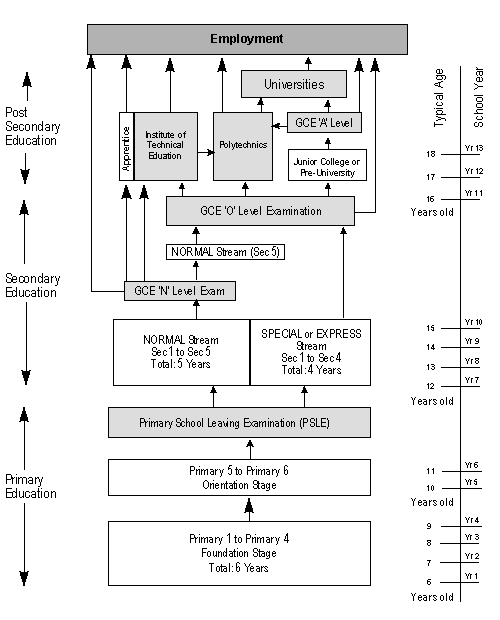 Employment
Universities
GCE 'A' Level
Apprentice
Institute of
Technical
Eduation
Polytechnics
Junior College or
Pre-University
GCE 'O' Level Examination
NORMAL Stream (Sec 5)
GCE 'N' Level Exam
NORMAL Stream
Sec 1 to Sec 5
Total: 5 Years
SPECIAL or EXPRESS
Stream
Sec 1 to Sec 4
Total: 4 Years
Primary School Leaving Examination (PSLE)
Primary 5 to Primary 6
Orientation Stage
Primary 1 to Primary 4
Foundation Stage
Total: 6 Years
Post
Secondary
Education
Secondary
Education
Primary
Education
Typical Age
School Year
18 Yr 13
17 Yr 12
16 Yr 11
Years old
15 Yr 10
14 Yr 9
13 Yr 8
12 Yr 7
Years old
11 Yr 6
10 Yr 5
Years old
9 Yr 4
8 Yr 3
7 Yr 2
6 Yr 1
Years old